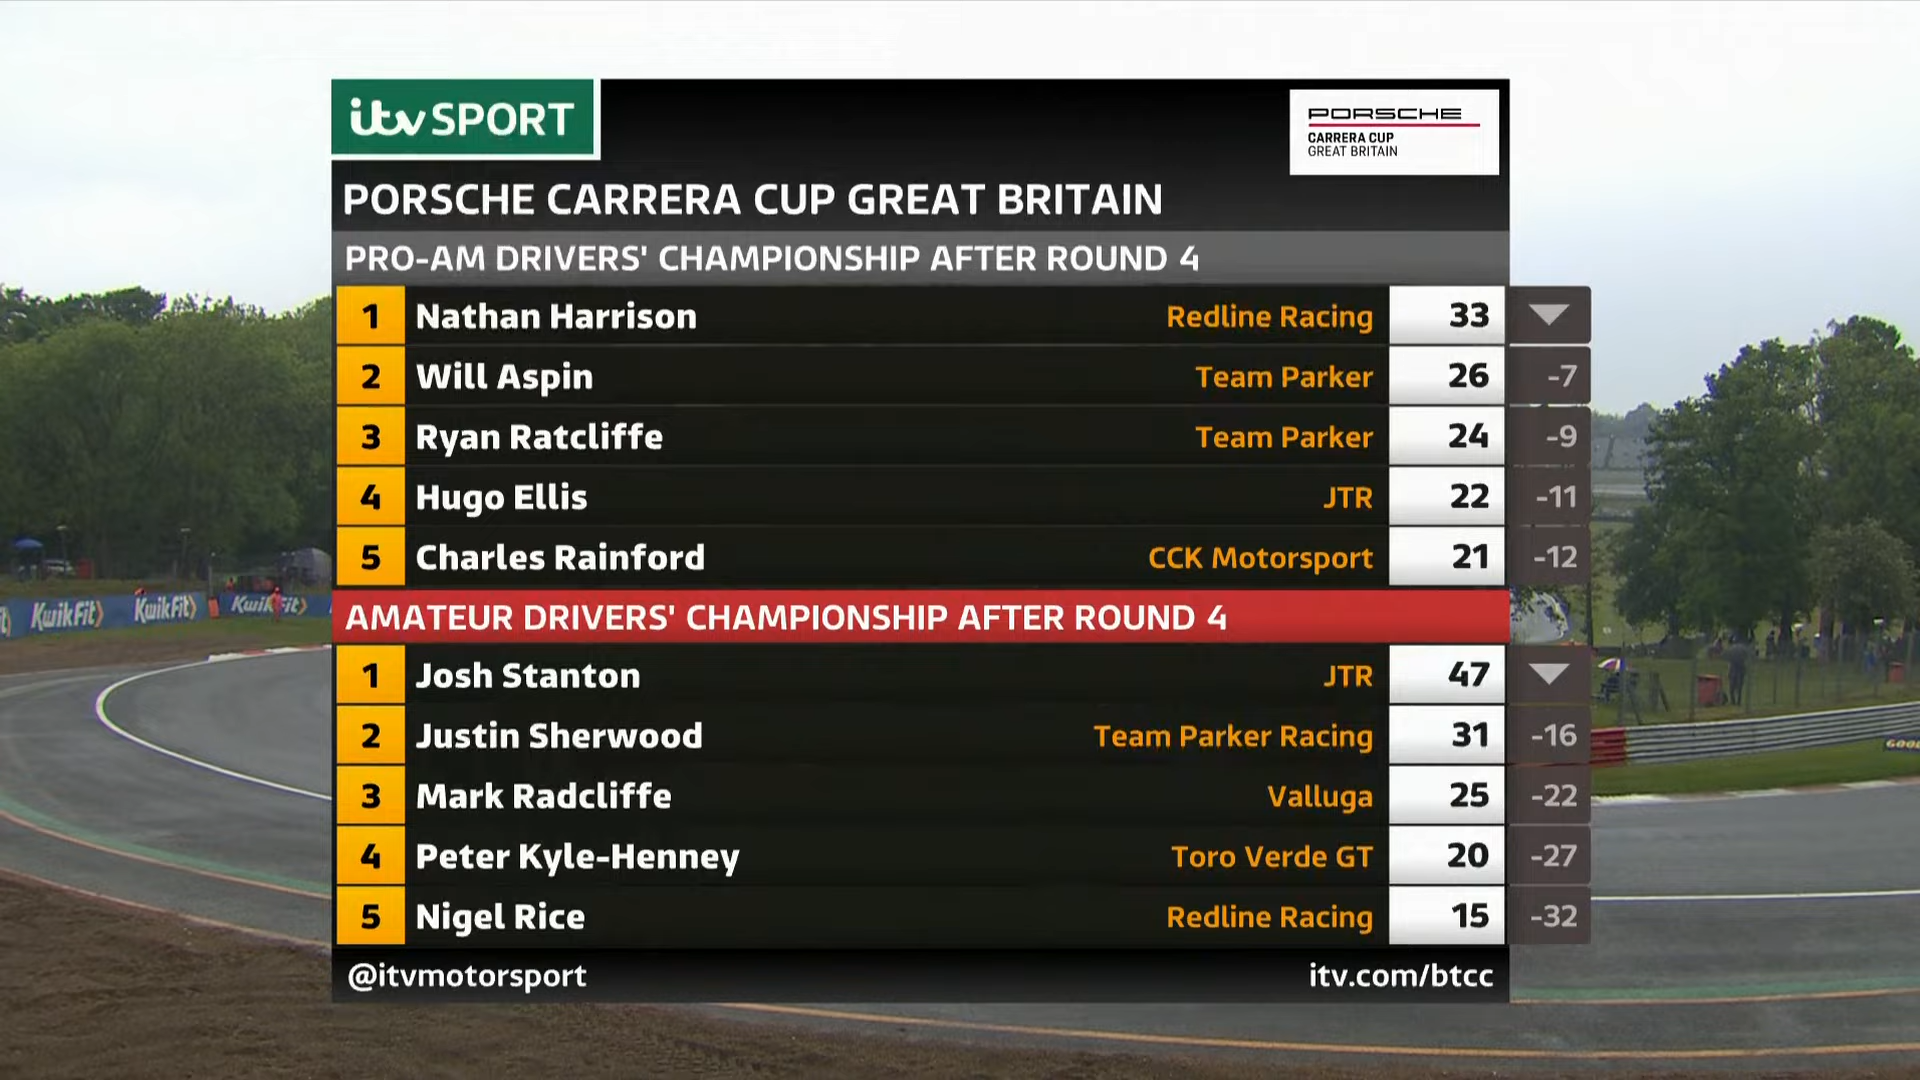 itv SPORT
PORSCHE
CARRERA CUP
GREAT BRITAIN
PORSCHE CARRERA CUP GREAT BRITAIN
PRO-AM DRIVERS' CHAMPIONSHIP AFTER ROUND 4
1 Nathan Harrison Redline Racing 33
2 Will Aspin Team Parker 26 -7
3 Ryan Ratcliffe Team Parker 24 -9
4 Hugo Ellis JTR 22 -11
5 Charles Rainford CCK Motorsport 21 -12
KwikFit KwikFit KwikFit
AMATEUR DRIVERS' CHAMPIONSHIP AFTER ROUND 4
1 Josh Stanton JTR 47
2 Justin Sherwood Team Parker Racing 31 -16
3 Mark Radcliffe Valluga 25 -22
4 Peter Kyle-Henney Toro Verde GT 20 -27
5 Nigel Rice Redline Racing 15 -32
@itvmotorsport itv.com/btcc